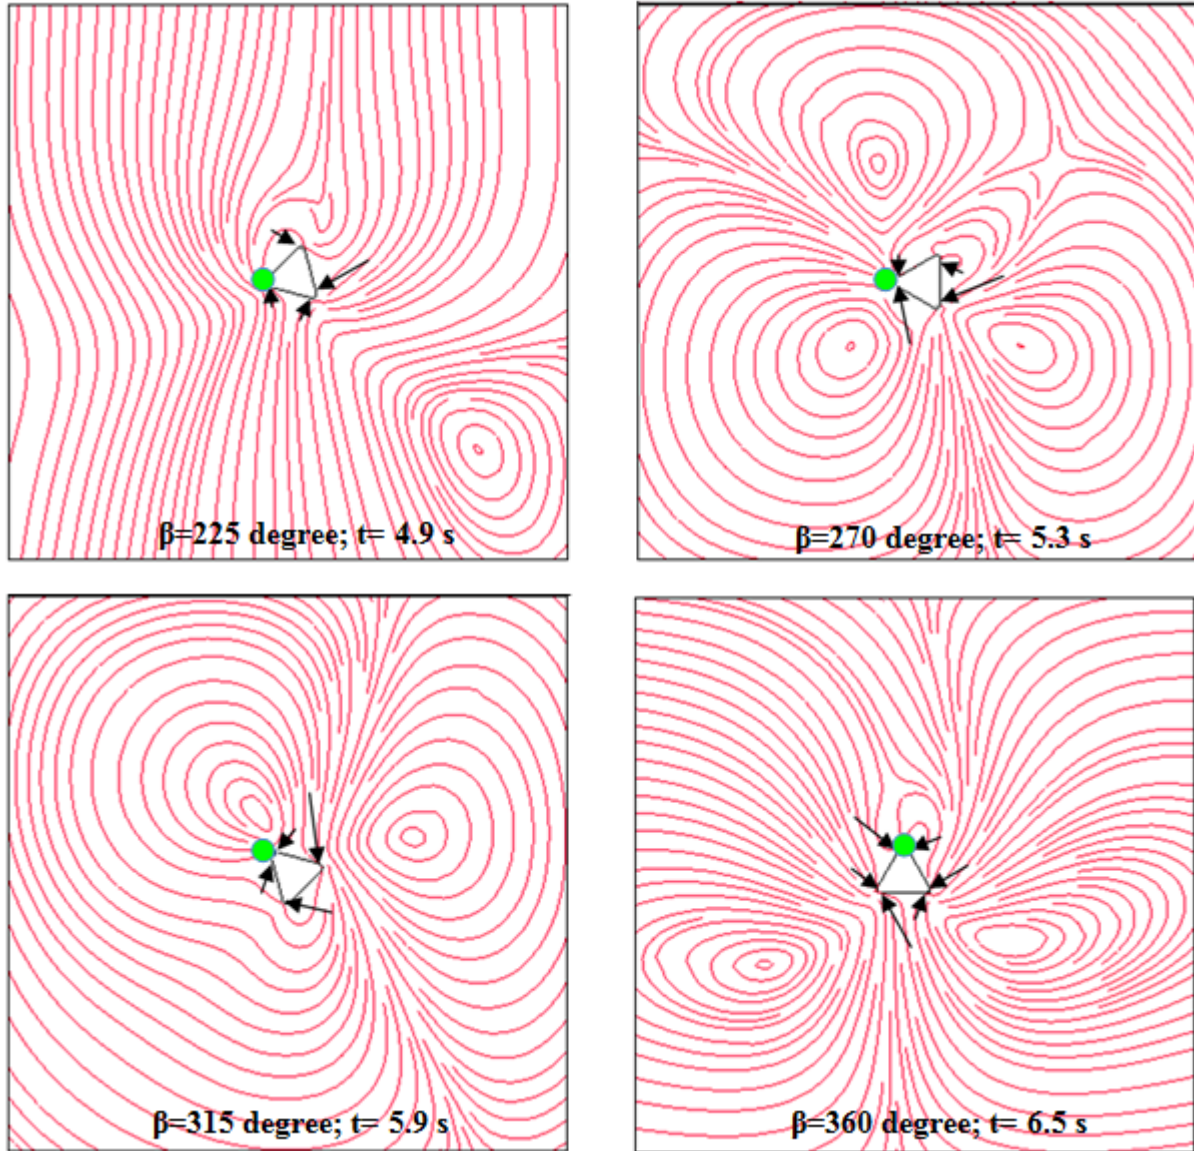 β=225 degree; t= 4.9 s
β=270 degree; t= 5.3 s
β=315 degree; t= 5.9 s
β=360 degree; t= 6.5 s